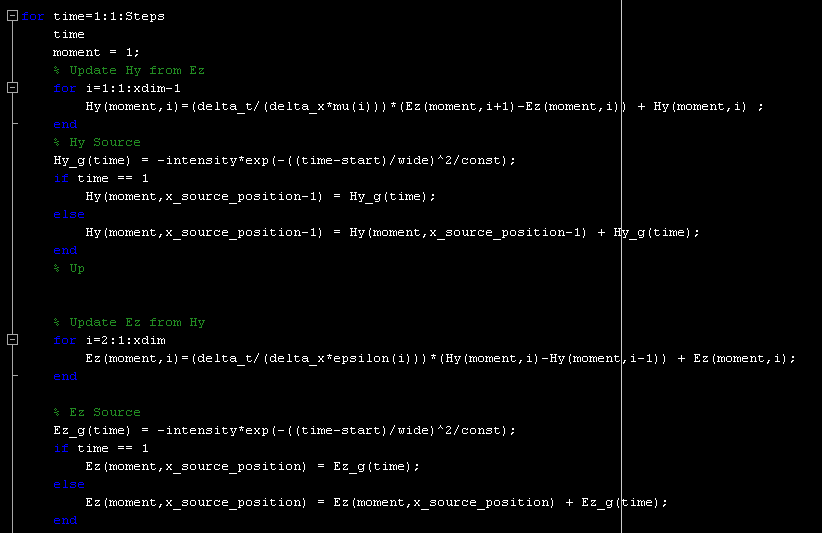 for time=1:1:Steps
time
moment = 1;
% Update Hy from Ez
for i=1:1:xdim-1
Hy(moment,i)=(delta_t/(delta_x*mu(i)))*(Ez(moment,i+1)-Ez(moment,i)) + Hy(moment,i) ;
end
% Hy Source
Hy_g(time) = -intensity*exp(-((time-start)/wide)^2/const);
if time == 1
Hy(moment,x_source_position-1) = Hy_g(time);
else
Hy(moment,x_source_position-1) = Hy(moment,x_source_position-1) + Hy_g(time);
end
% Up
% Update Ez from Hy
for i=2:1:xdim
Ez(moment,i)=(delta_t/(delta_x*epsilon(i)))*(Hy(moment,i)-Hy(moment,i-1)) + Ez(moment,i);
end
% Ez Source
Ez_g(time) = -intensity*exp(-((time-start)/wide)^2/const);
if time == 1
Ez(moment,x_source_position) = Ez_g(time);
else
Ez(moment,x_source_position) = Ez(moment,x_source_position) + Ez_g(time);
end